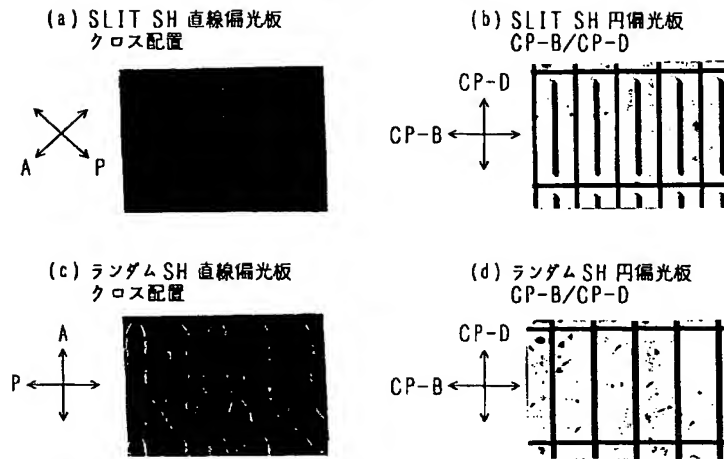 (a) SLIT SH 直線偏光板
クロス配置
A
P
(b) SLIT SH 円偏光板
CP-B/CP-D
CP-D
CP-B
(c) ランダム SH 直線偏光板
クロス配置
A
P
(d) ランダム SH 円偏光板
CP-B/CP-D
CP-D
CP-B